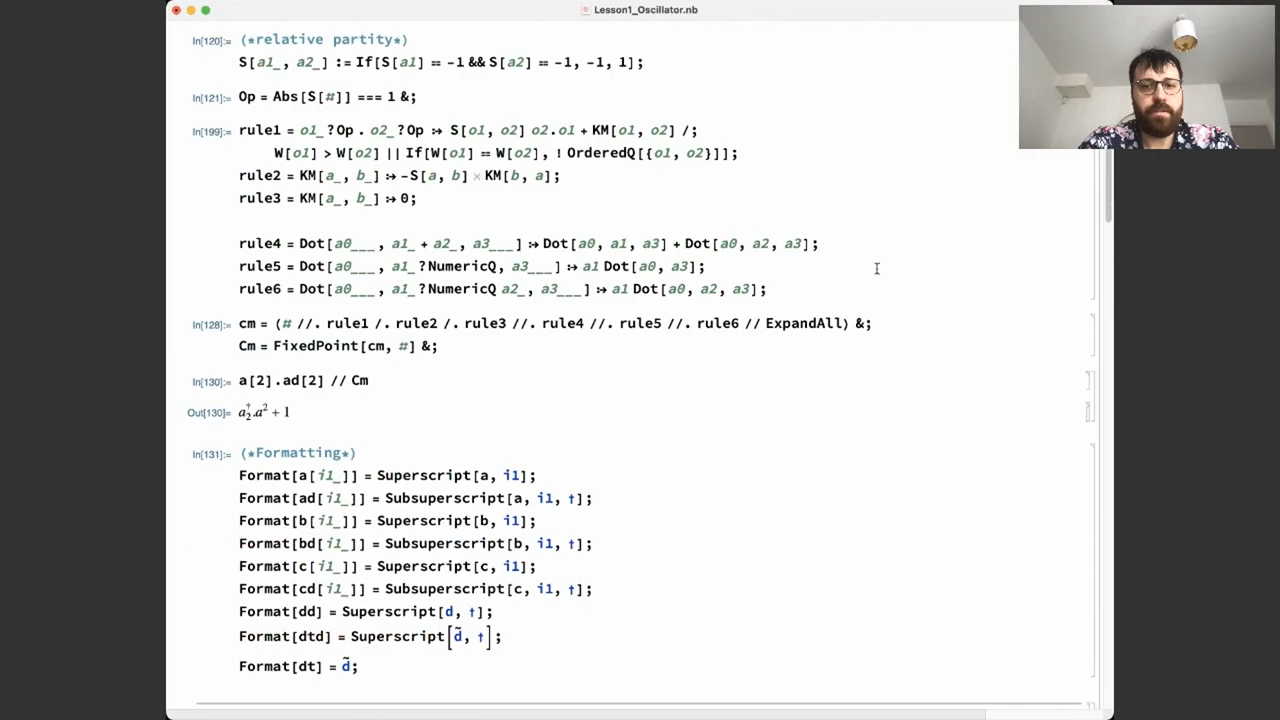 Lesson1_Oscillator.nb
In[120]:= (*relative partity*)
S[a1_, a2_] := If[S[a1] == -1 && S[a2] == -1, -1, 1];
In[121]:= Op = Abs[S[#]] === 1 &;
In[199]:= rule1 = o1_?Op . o2_?Op :> S[o1, o2] o2.o1 + KM[o1, o2] /;
W[o1] > W[o2] || If[W[o1] == W[o2], ! OrderedQ[{o1, o2}]];
rule2 = KM[a_, b_] :> -S[a, b] × KM[b, a];
rule3 = KM[a_, b_] :> 0;
rule4 = Dot[a0___, a1_ + a2_, a3___] :> Dot[a0, a1, a3] + Dot[a0, a2, a3];
rule5 = Dot[a0___, a1_?NumericQ, a3___] :> a1 Dot[a0, a3];
rule6 = Dot[a0___, a1_?NumericQ a2_, a3___] :> a1 Dot[a0, a2, a3];
In[128]:= cm = (# //. rule1 /. rule2 /. rule3 //. rule4 //. rule5 //. rule6 // ExpandAll) &;
Cm = FixedPoint[cm, #] &;
In[130]:= a[2].ad[2] // Cm
Out[130]= a₂†.a² + 1
In[131]:= (*Formatting*)
Format[a[i1_]] = Superscript[a, i1];
Format[ad[i1_]] = Subsuperscript[a, i1, †];
Format[b[i1_]] = Superscript[b, i1];
Format[bd[i1_]] = Subsuperscript[b, i1, †];
Format[c[i1_]] = Superscript[c, i1];
Format[cd[i1_]] = Subsuperscript[c, i1, †];
Format[dd] = Superscript[d, †];
Format[dtd] = Superscript[d̃, †];
Format[dt] = d̃;